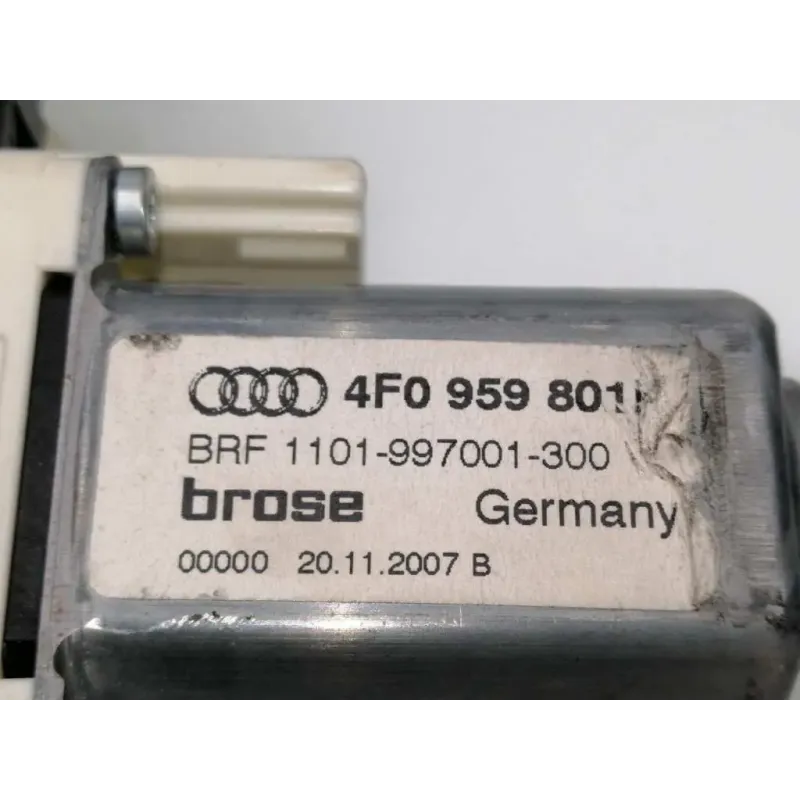 4F0 959 801
BRF 1101-997001-300
brose Germany
00000 20.11.2007 B